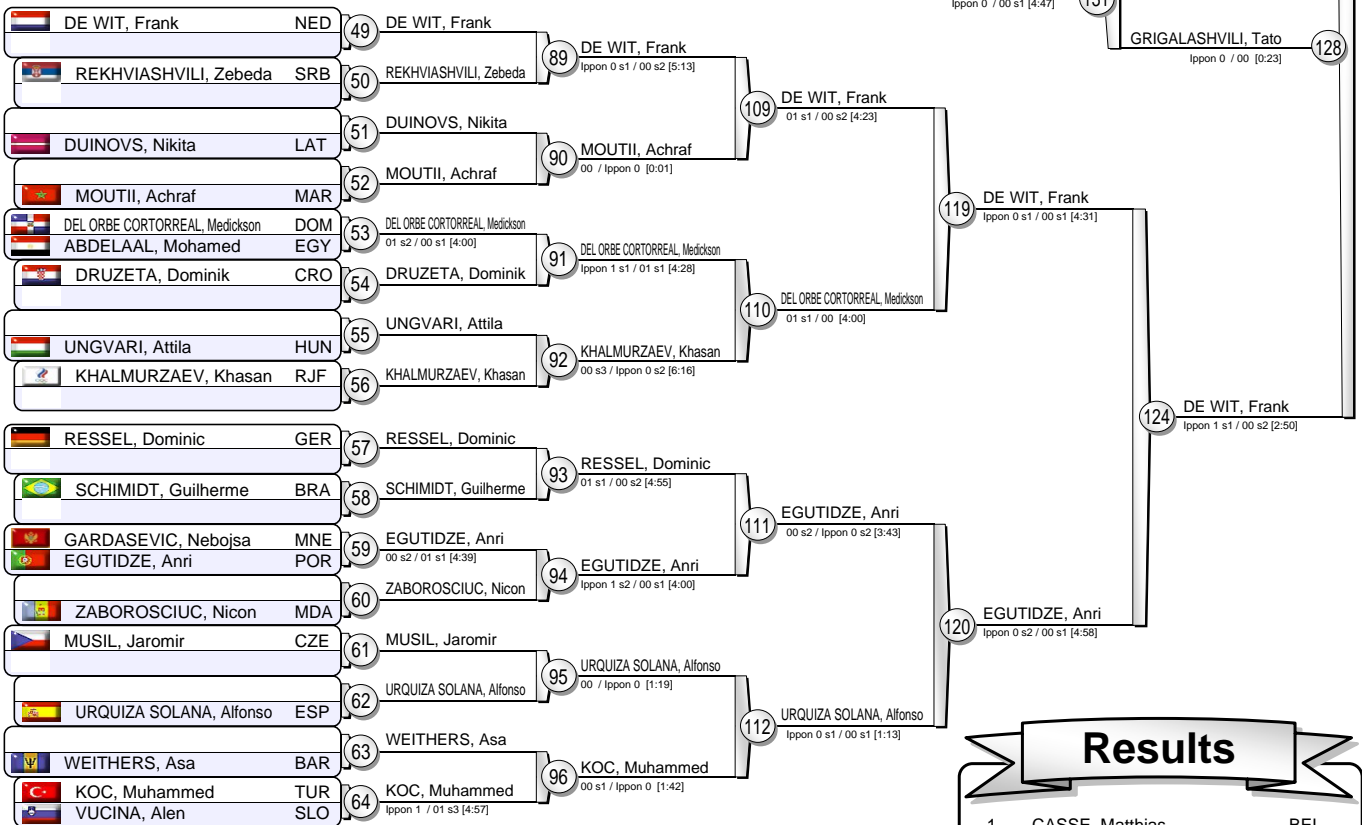 Ippon 0 / 00 s1 [4:47]
131
GRIGALASHVILI, Tato
Ippon 0 / 00 [0:23]
128
DE WIT, Frank NED
49
DE WIT, Frank
REKHVIASHVILI, Zebeda SRB
50
REKHVIASHVILI, Zebeda
89
DE WIT, Frank
Ippon 0 s1 / 00 s2 [5:13]
DUINOVS, Nikita LAT
51
DUINOVS, Nikita
MOUTII, Achraf MAR
52
MOUTII, Achraf
90
MOUTII, Achraf
00 / Ippon 0 [0:01]
109
DE WIT, Frank
01 s1 / 00 s2 [4:23]
DEL ORBE CORTORREAL, Medickson DOM
ABDELAAL, Mohamed EGY
53
DEL ORBE CORTORREAL, Medickson
01 s2 / 00 s1 [4:00]
DRUZETA, Dominik CRO
54
DRUZETA, Dominik
91
DEL ORBE CORTORREAL, Medickson
Ippon 1 s1 / 01 s1 [4:28]
UNGVARI, Attila HUN
55
UNGVARI, Attila
KHALMURZAEV, Khasan RJF
56
KHALMURZAEV, Khasan
92
KHALMURZAEV, Khasan
00 s3 / Ippon 0 s2 [6:16]
110
DEL ORBE CORTORREAL, Medickson
01 s1 / 00 [4:00]
119
DE WIT, Frank
Ippon 0 s1 / 00 s1 [4:31]
124
DE WIT, Frank
Ippon 1 s1 / 00 s2 [2:50]
RESSEL, Dominic GER
57
RESSEL, Dominic
SCHIMIDT, Guilherme BRA
58
SCHIMIDT, Guilherme
93
RESSEL, Dominic
01 s1 / 00 s2 [4:55]
GARDASEVIC, Nebojsa MNE
EGUTIDZE, Anri POR
59
EGUTIDZE, Anri
00 s2 / 01 s1 [4:39]
ZABOROSCIUC, Nicon MDA
60
ZABOROSCIUC, Nicon
94
EGUTIDZE, Anri
Ippon 1 s2 / 00 s1 [4:00]
111
EGUTIDZE, Anri
00 s2 / Ippon 0 s2 [3:43]
MUSIL, Jaromir CZE
61
MUSIL, Jaromir
URQUIZA SOLANA, Alfonso ESP
62
URQUIZA SOLANA, Alfonso
95
URQUIZA SOLANA, Alfonso
00 / Ippon 0 [1:19]
WEITHERS, Asa BAR
63
WEITHERS, Asa
KOC, Muhammed TUR
VUCINA, Alen SLO
64
KOC, Muhammed
Ippon 1 / 01 s3 [4:57]
96
KOC, Muhammed
00 s1 / Ippon 0 [1:42]
112
URQUIZA SOLANA, Alfonso
Ippon 0 s1 / 00 s1 [1:13]
120
EGUTIDZE, Anri
Ippon 0 s2 / 00 s1 [4:58]
Results
1 CASSE, Matthias BEL